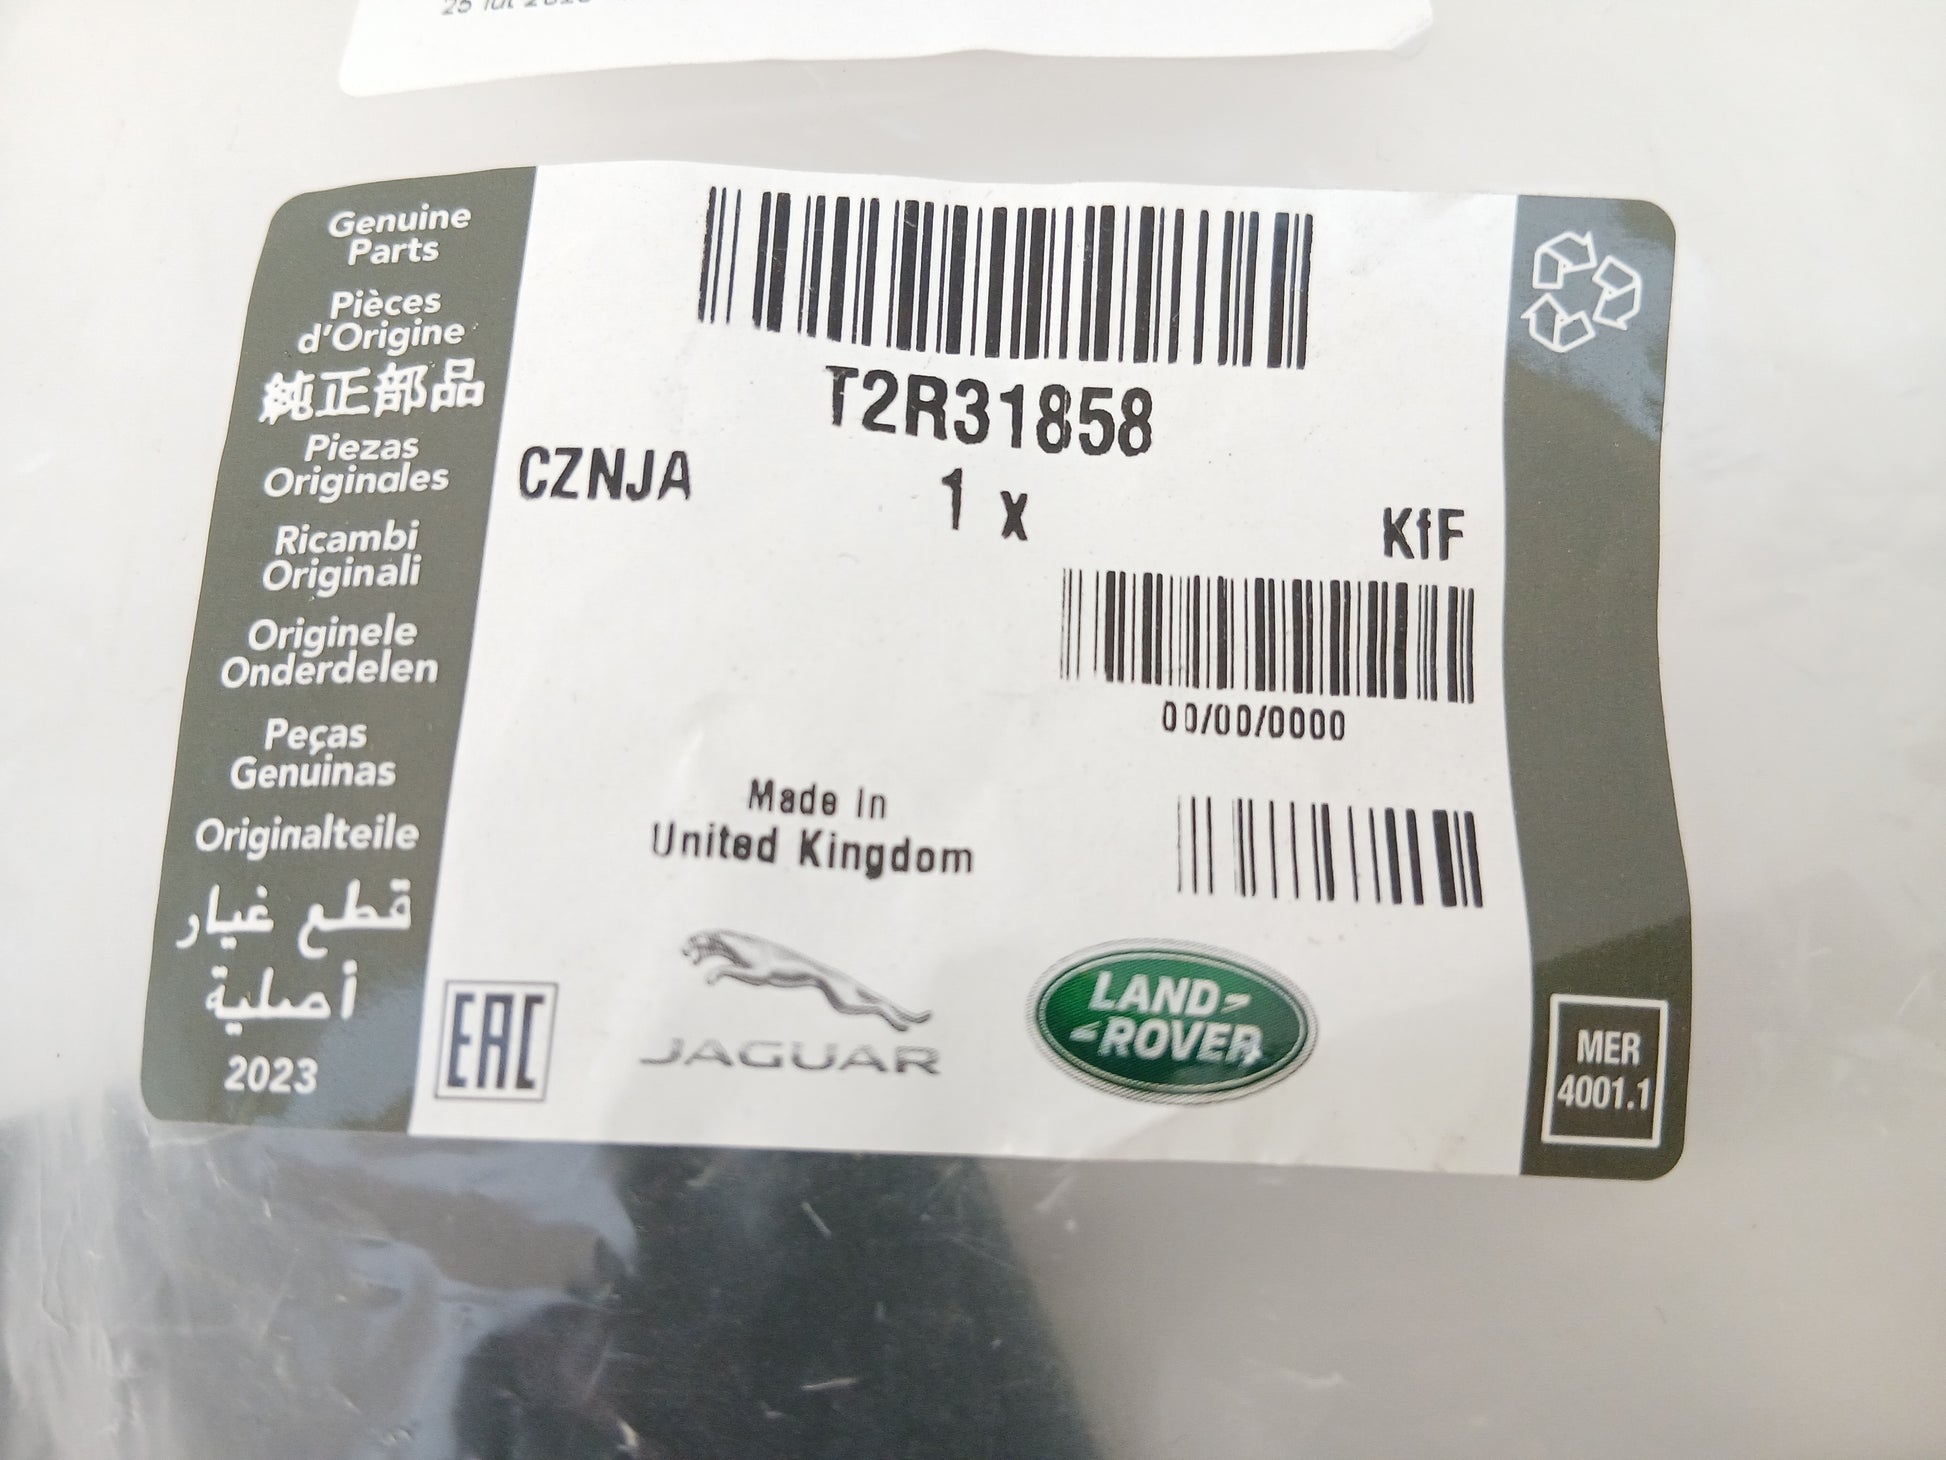 Genuine
Parts
Pièces
d'Origine
純正部品
Piezas
Originales
Ricambi
Originali
Originele
Onderdelen
Peças
Genuinas
Originalteile
قطع غيار
أصلية
2023
T2R31858
CZNJA 1 x KfF
00/00/0000
Made in
United Kingdom
EAC
JAGUAR
LAND-
-ROVER
MER
4001.1